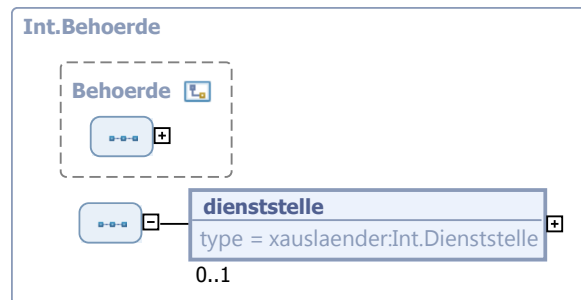 Int.Behoerde
Behoerde
dienststelle
type = xauslaender:Int.Dienststelle
0..1